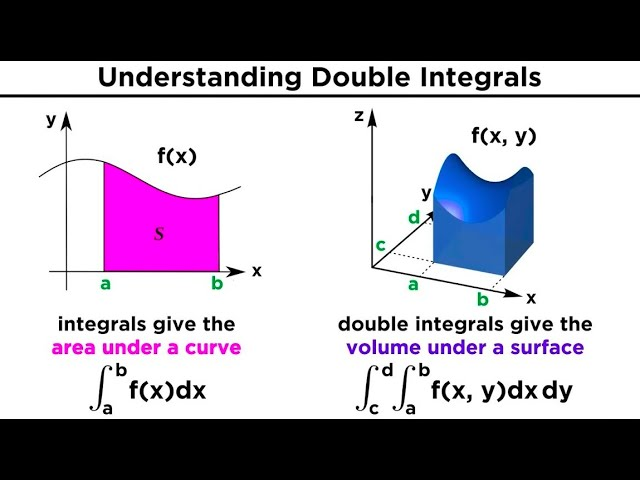 Understanding Double Integrals
y
f(x)
S
x
a
b
integrals give the
area under a curve
∫ₐᵇ f(x)dx
z
f(x, y)
y
d
c
a
b
x
double integrals give the
volume under a surface
∫_c^d ∫ₐᵇ f(x, y)dx dy